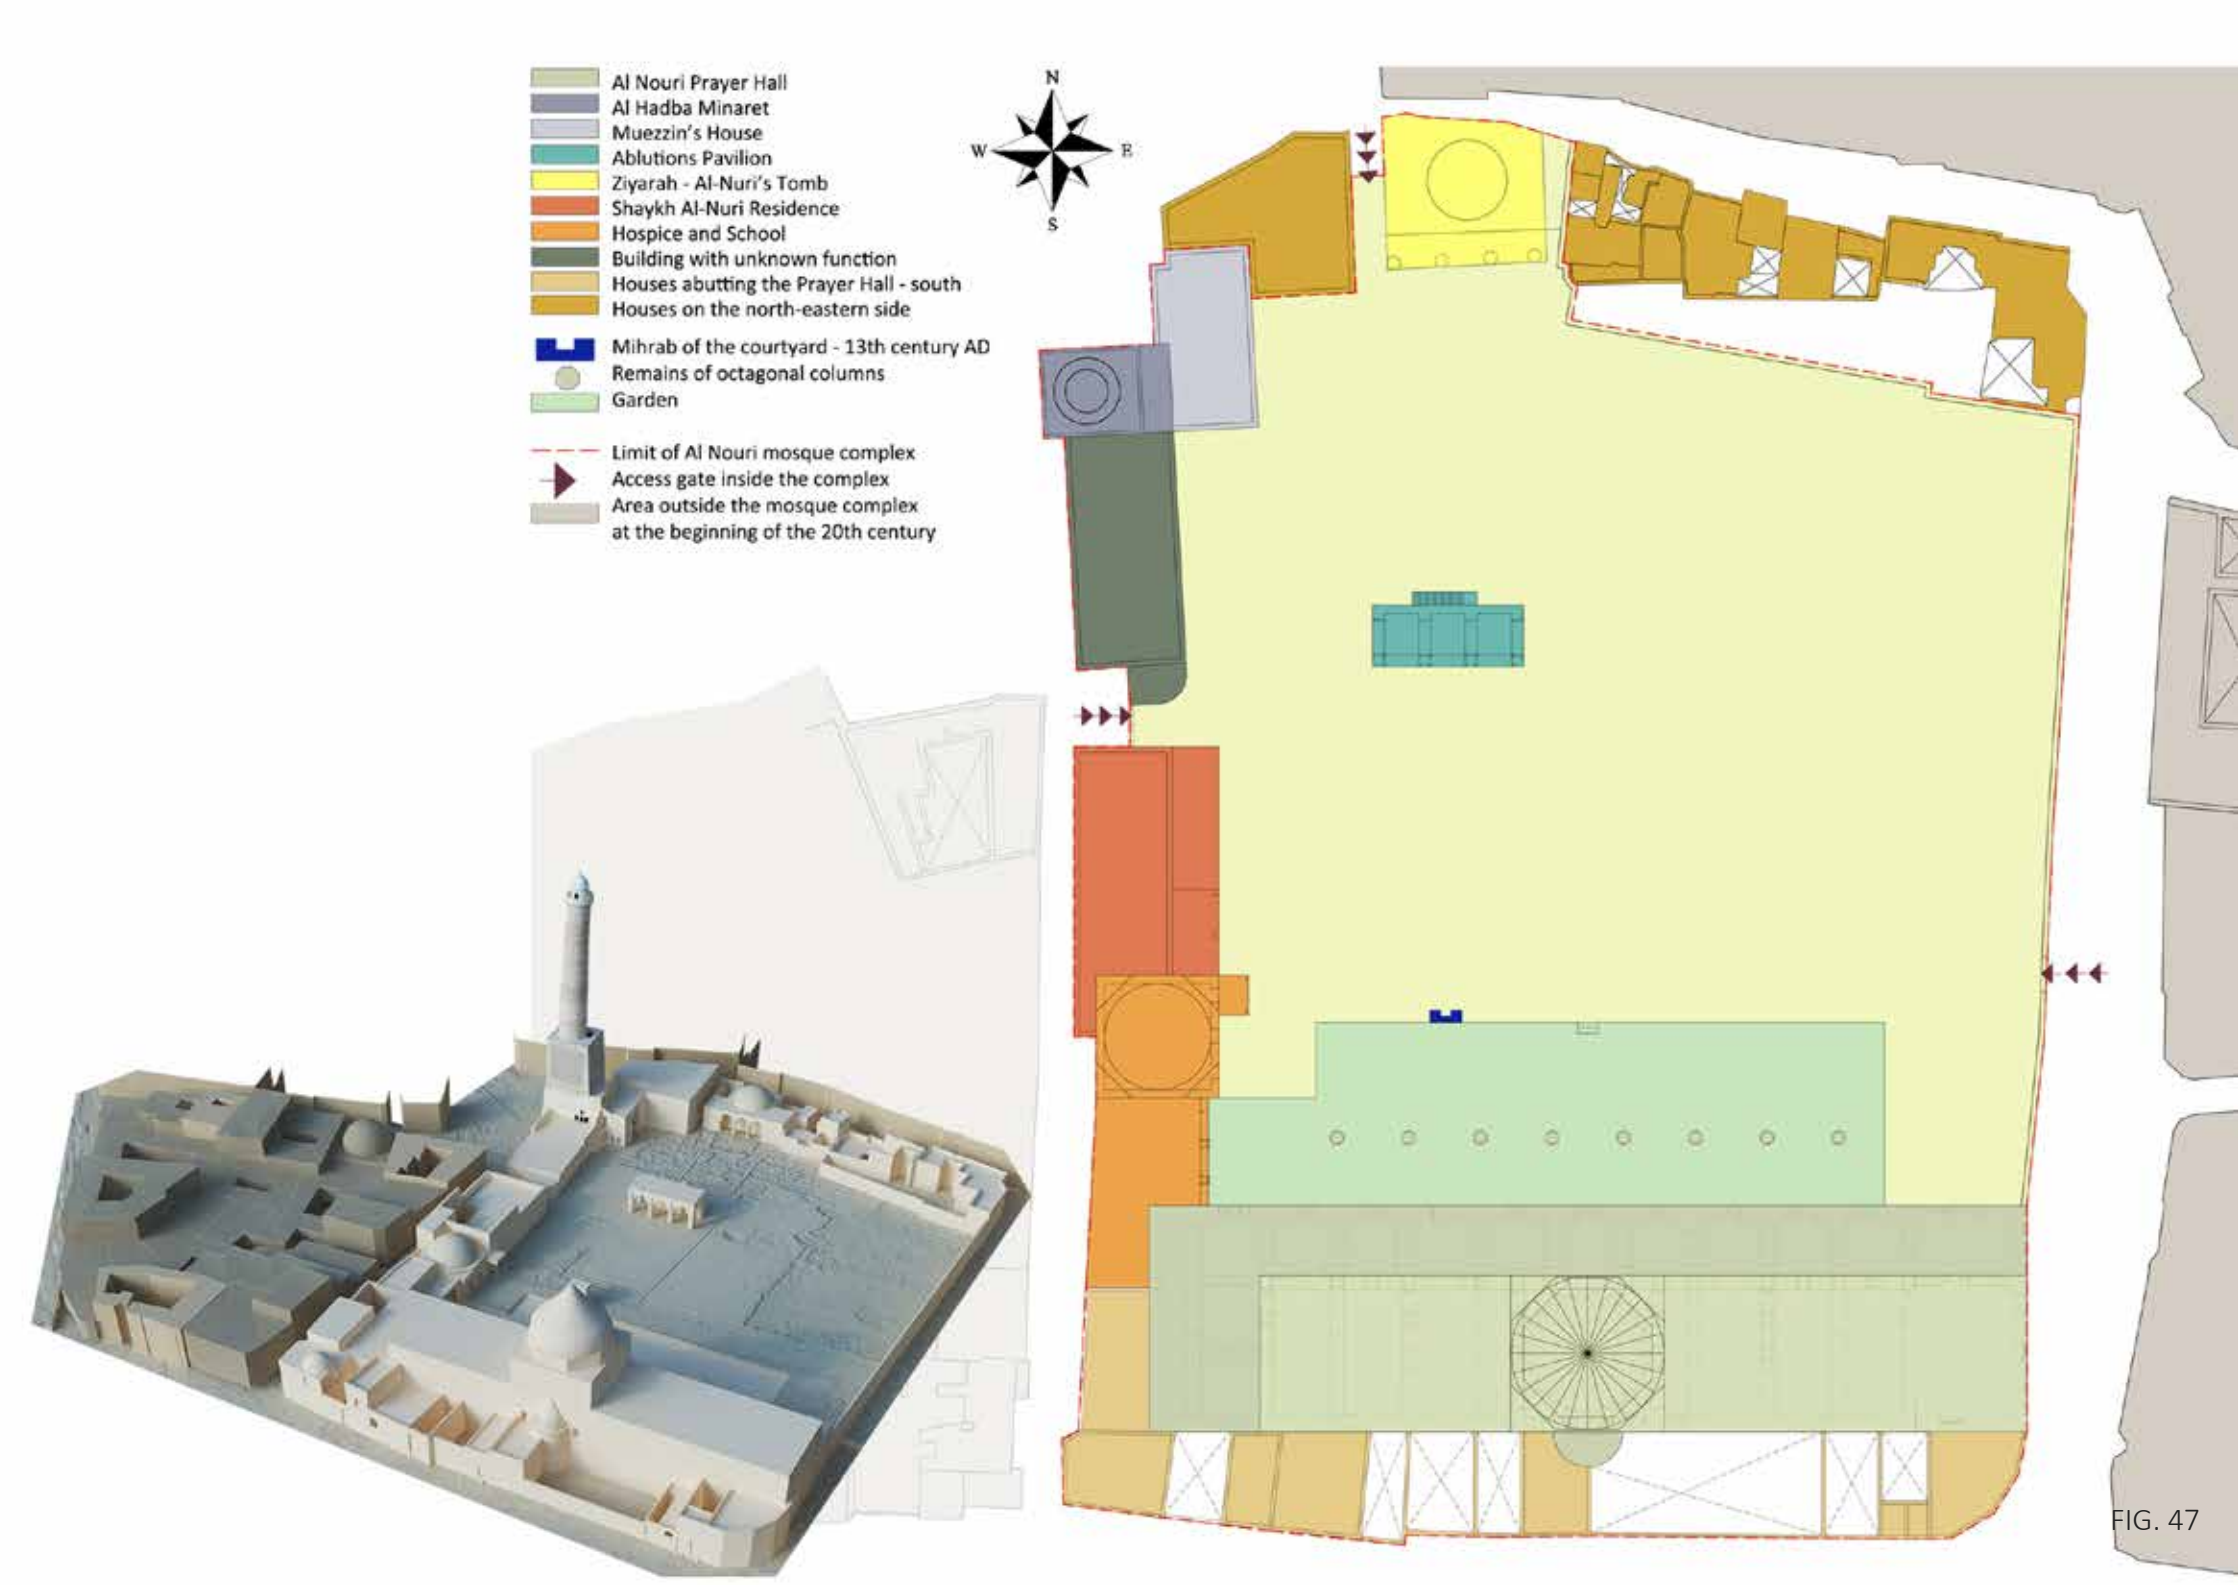 Al Nouri Prayer Hall
Al Hadba Minaret
Muezzin's House
Ablutions Pavilion
Ziyarah - Al-Nuri's Tomb
Shaykh Al-Nuri Residence
Hospice and School
Building with unknown function
Houses abutting the Prayer Hall - south
Houses on the north-eastern side
Mihrab of the courtyard - 13th century AD
Remains of octagonal columns
Garden
Limit of Al Nouri mosque complex
Access gate inside the complex
Area outside the mosque complex
at the beginning of the 20th century
N
W
E
S
FIG. 47